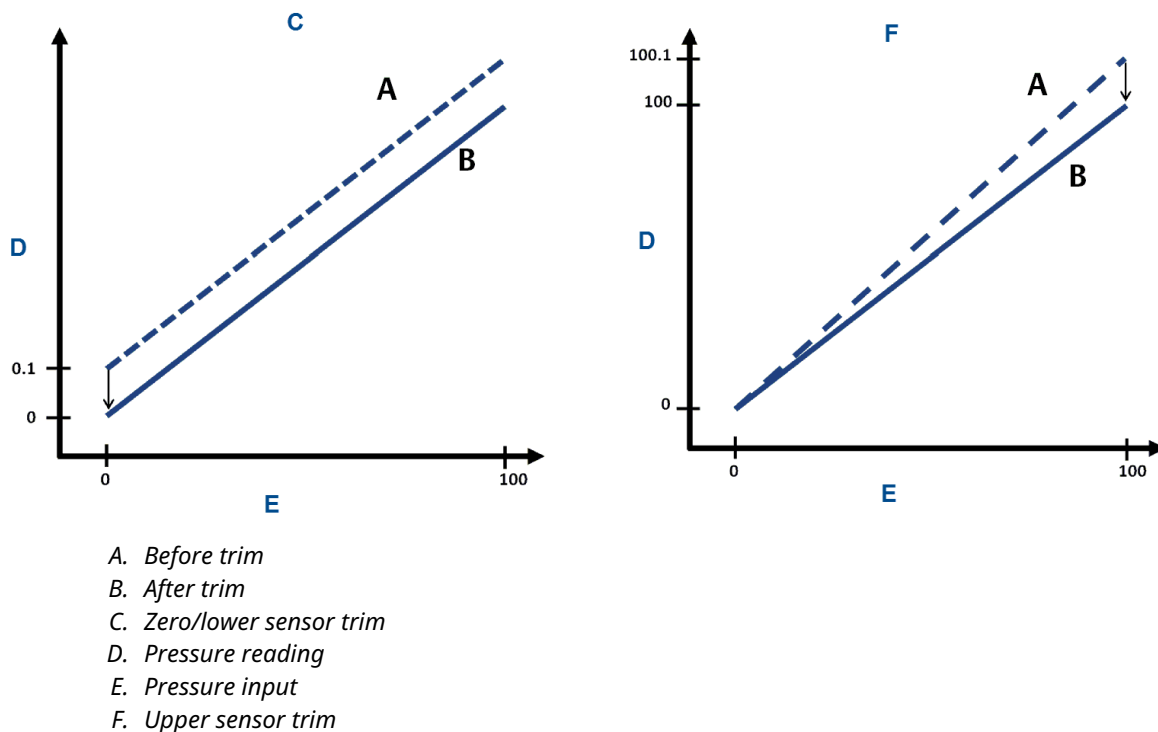 C
A
B
D
0.1
0
0
100
E
F
100.1
100
A
B
D
0
0
100
E
A. Before trim
B. After trim
C. Zero/lower sensor trim
D. Pressure reading
E. Pressure input
F. Upper sensor trim